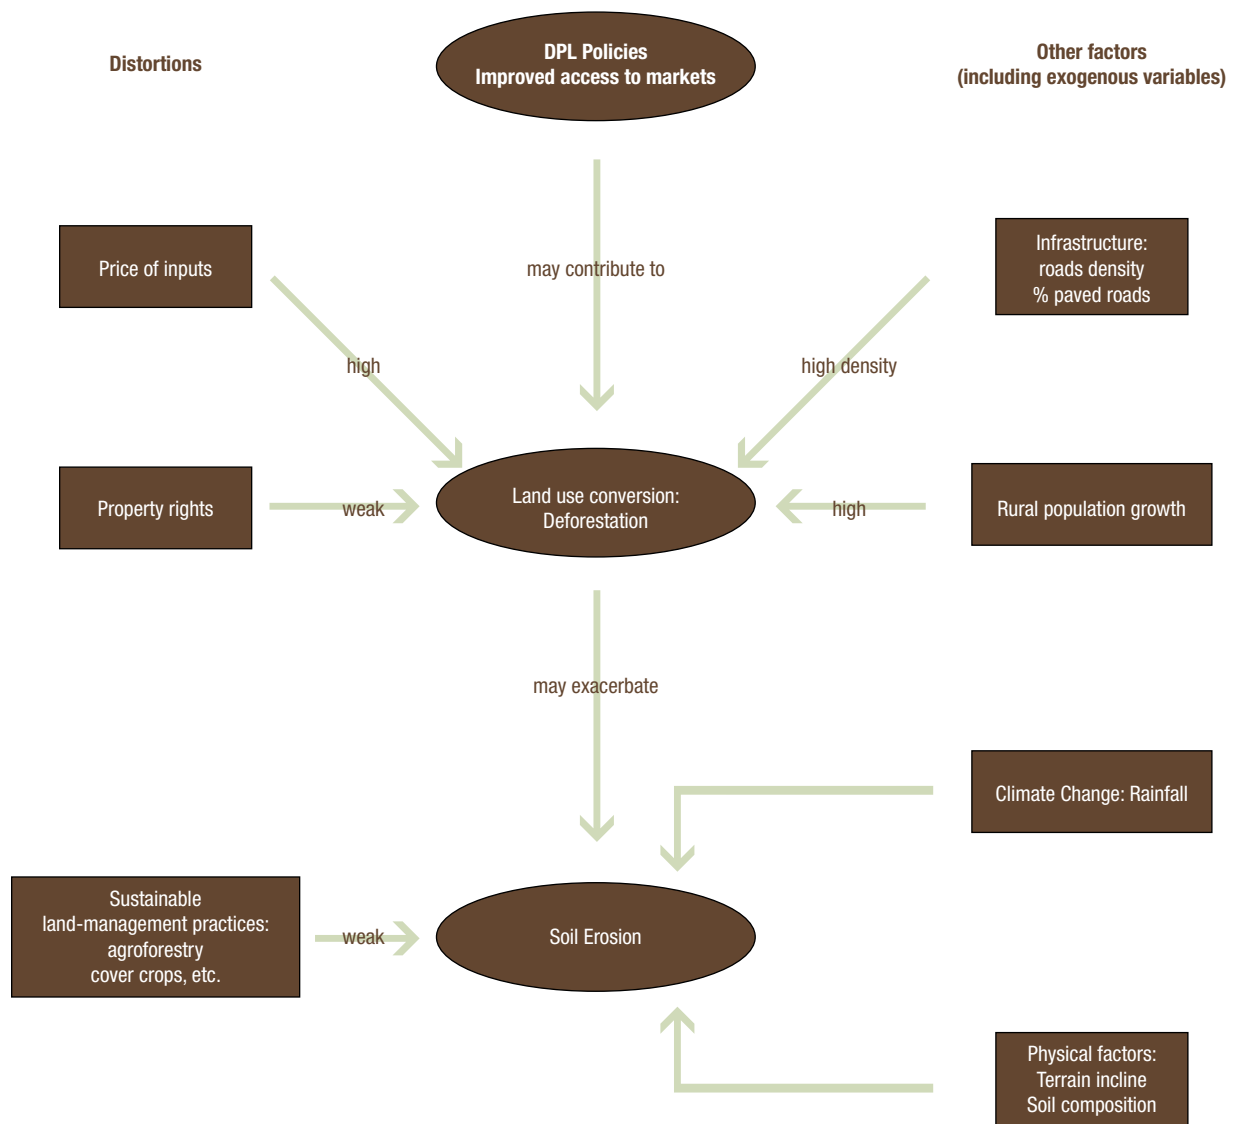 Distortions
DPL Policies
Improved access to markets
Other factors
(including exogenous variables)
Price of inputs
may contribute to
Infrastructure:
roads density
% paved roads
high
high density
Property rights
weak
Land use conversion:
Deforestation
high
Rural population growth
may exacerbate
Climate Change: Rainfall
Sustainable
land-management practices:
agroforestry
cover crops, etc.
weak
Soil Erosion
Physical factors:
Terrain incline
Soil composition